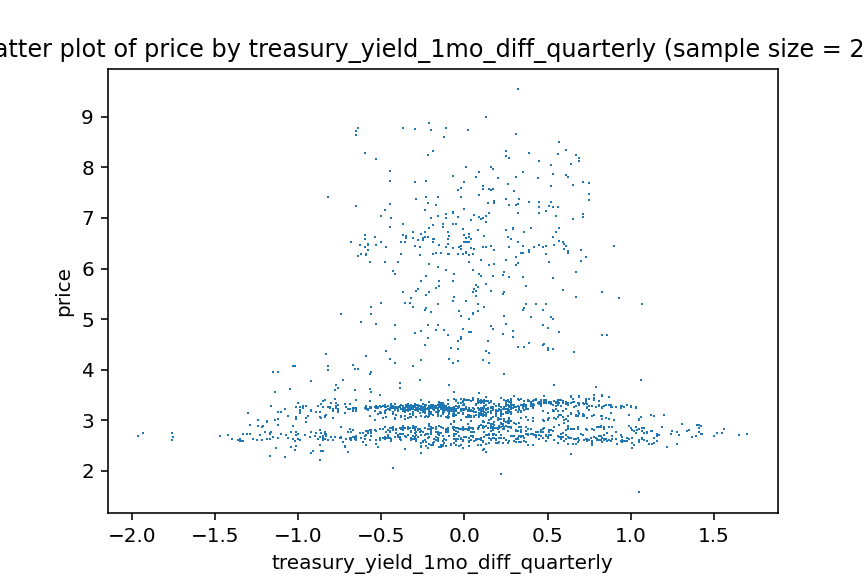 atter plot of price by treasury_yield_1mo_diff_quarterly (sample size = 2
9
8
7
6
5
4
3
2
price
−2.0 −1.5 −1.0 −0.5 0.0 0.5 1.0 1.5
treasury_yield_1mo_diff_quarterly